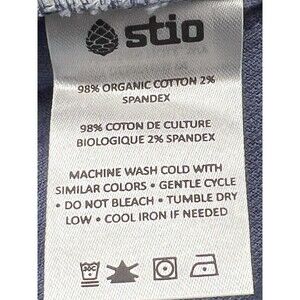 stio
98% ORGANIC COTTON 2%
SPANDEX
98% COTON DE CULTURE
BIOLOGIQUE 2% SPANDEX
MACHINE WASH COLD WITH
SIMILAR COLORS • GENTLE CYCLE
• DO NOT BLEACH • TUMBLE DRY
LOW • COOL IRON IF NEEDED
30C